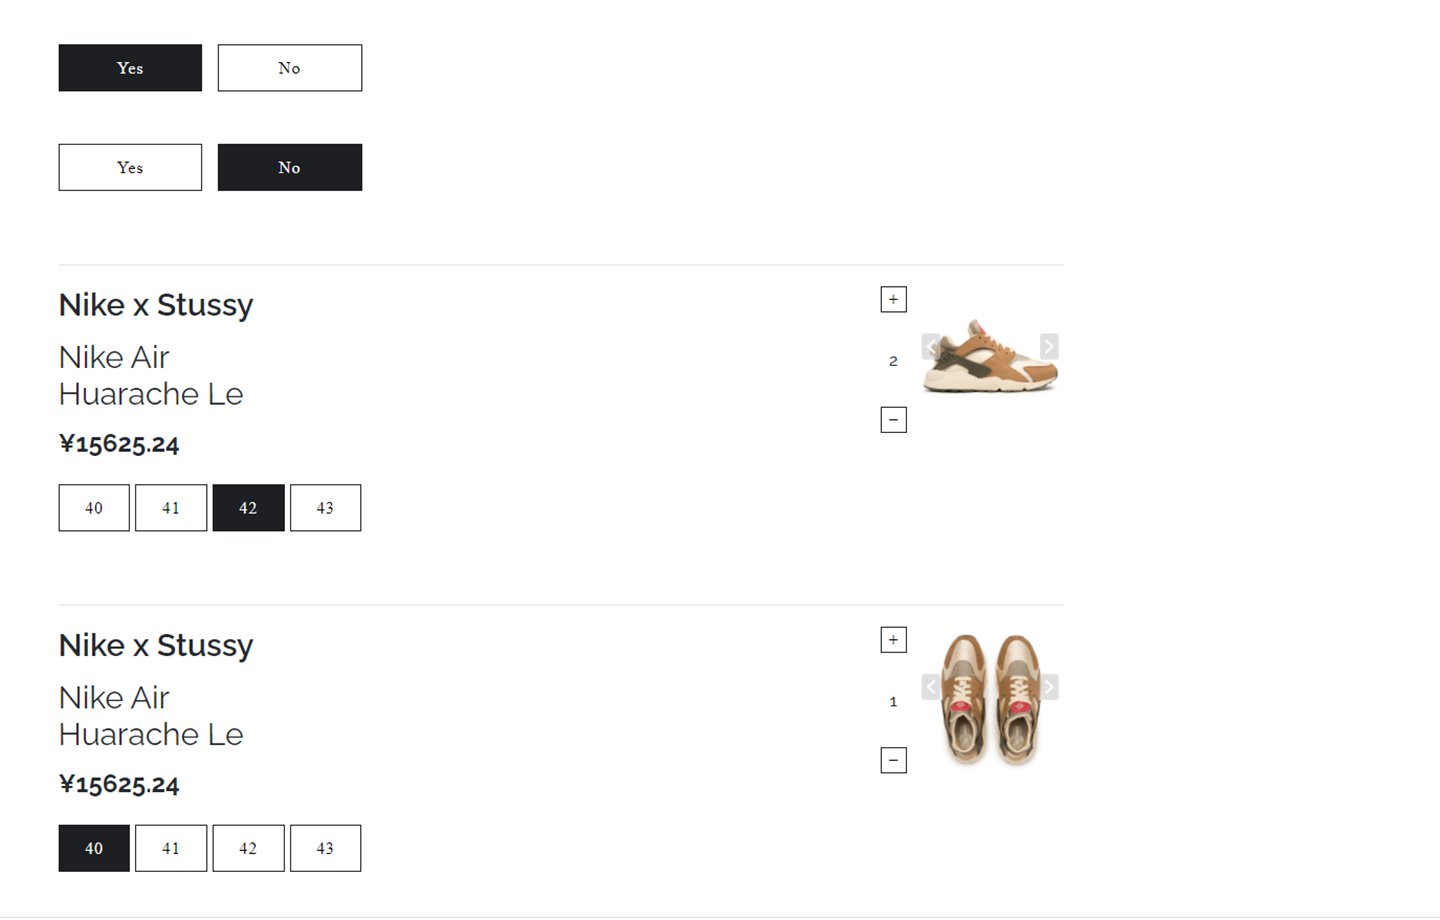 Yes No
Yes No
Nike x Stussy
+
Nike Air
2
Huarache Le
−
¥15625.24
40 41 42 43
Nike x Stussy
+
Nike Air
1
Huarache Le
−
¥15625.24
40 41 42 43